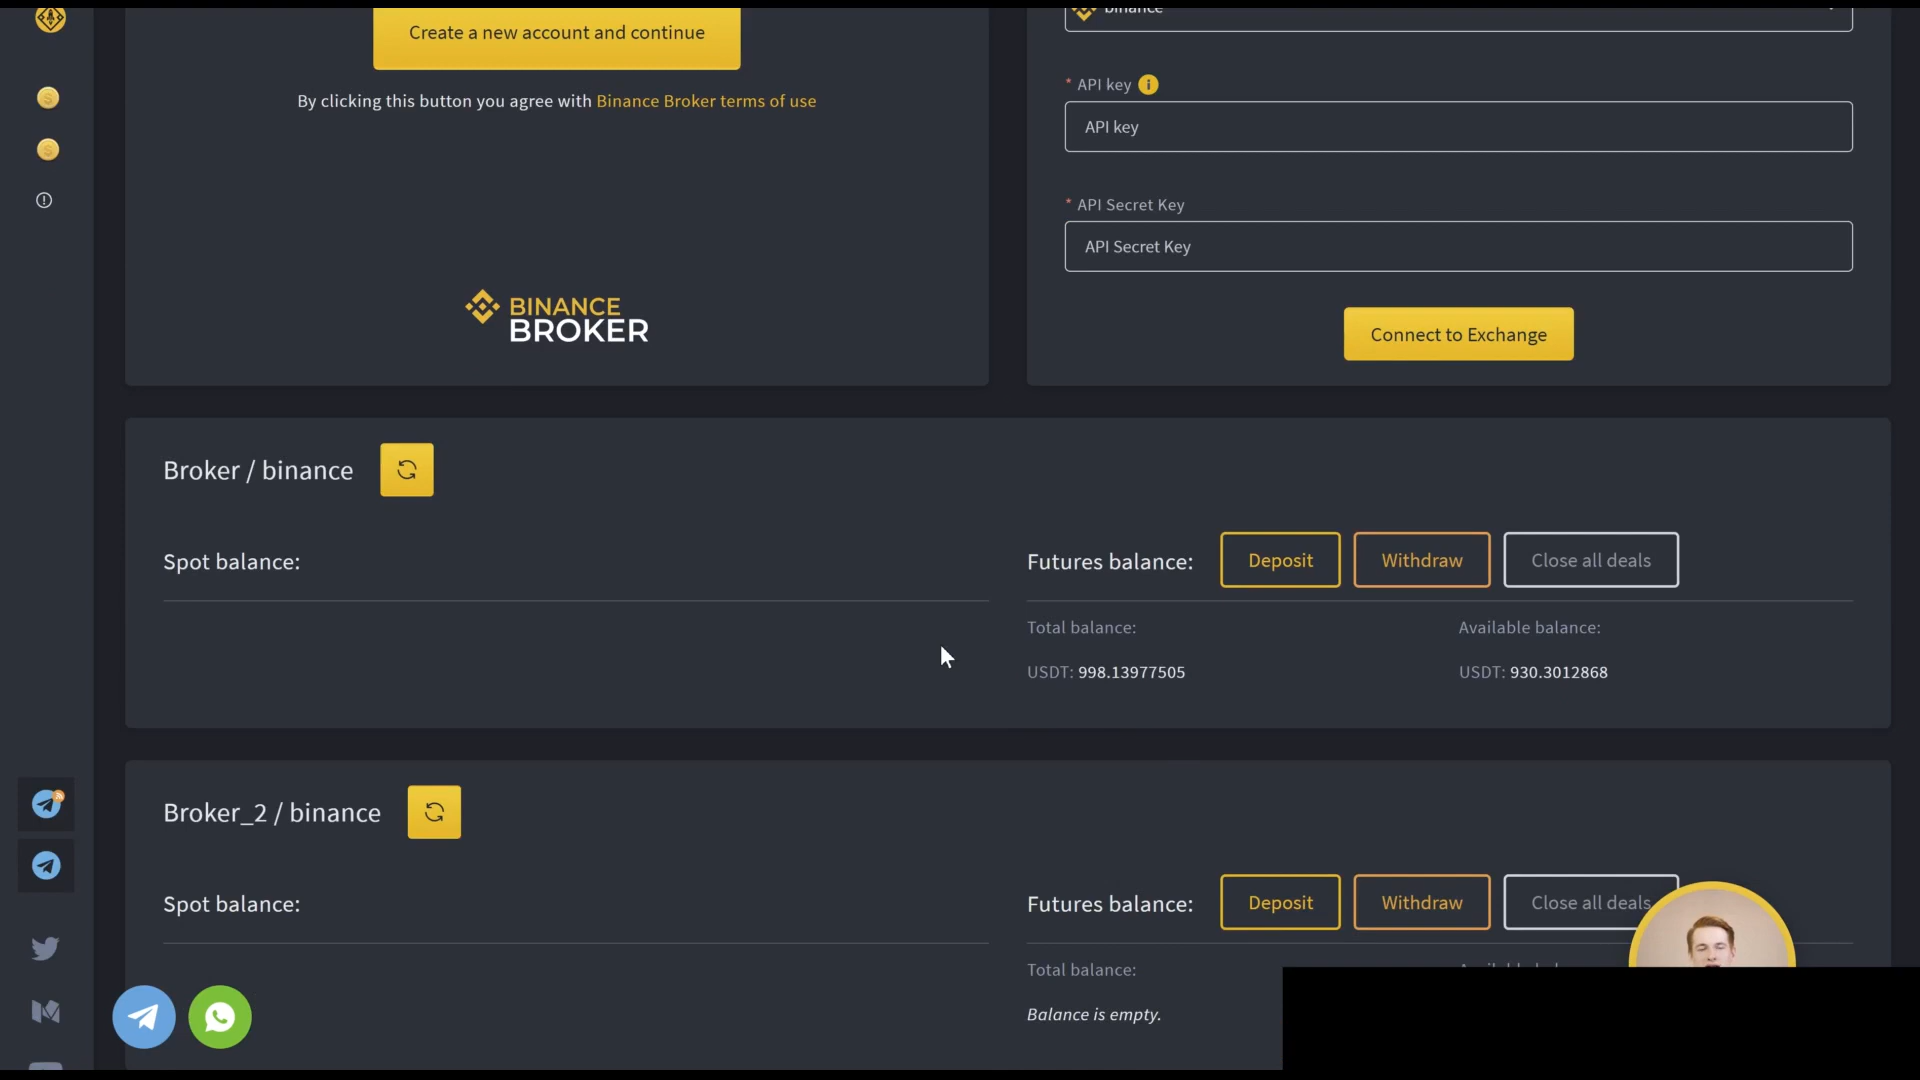 Create a new account and continue
By clicking this button you agree with Binance Broker terms of use
BINANCE
BROKER
binance
* API key
API key
* API Secret Key
API Secret Key
Connect to Exchange
Broker / binance
Spot balance:
Futures balance:
Deposit
Withdraw
Close all deals
Total balance:
Available balance:
USDT: 998.13977505
USDT: 930.3012868
Broker_2 / binance
Spot balance:
Futures balance:
Deposit
Withdraw
Close all deals
Total balance:
Balance is empty.